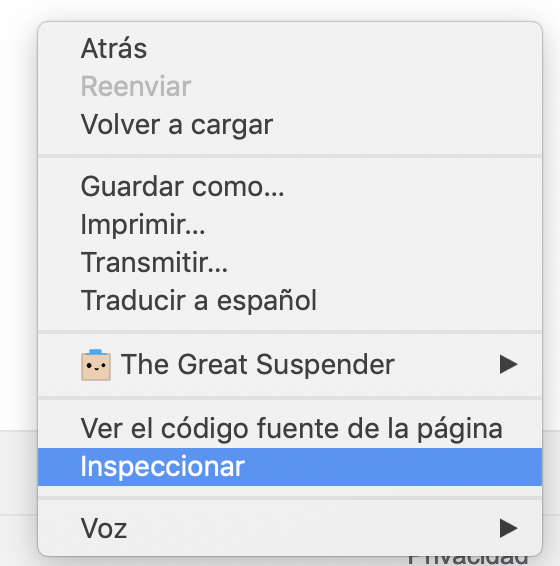 Atrás
Reenviar
Volver a cargar
Guardar como...
Imprimir...
Transmitir...
Traducir a español
The Great Suspender
Ver el código fuente de la página
Inspeccionar
Voz
Privacidad